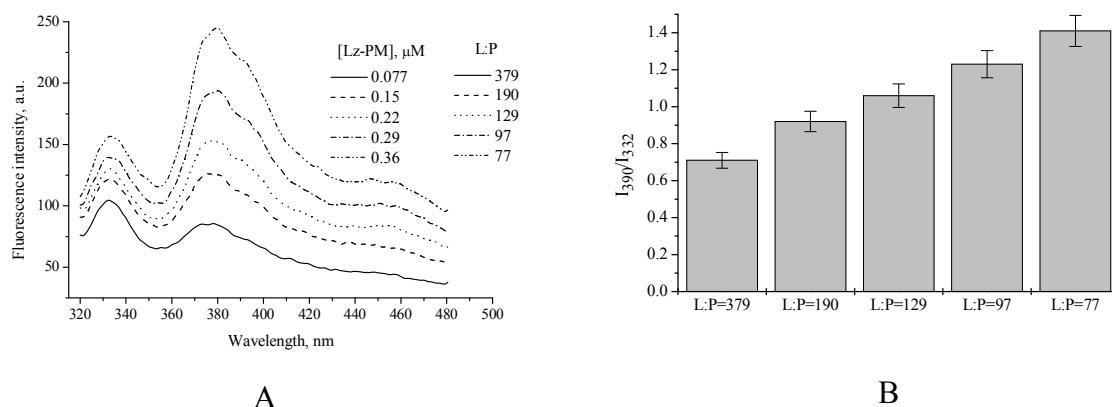 250
200
150
100
50
Fluorescence intensity, a.u.
320 340 360 380 400 420 440 460 480 500
Wavelength, nm
[Lz-PM], μM L:P
0.077 379
0.15 190
0.22 129
0.29 97
0.36 77
A
1.4
1.2
1.0
0.8
0.6
0.4
0.2
0.0
I390/I332
L:P=379 L:P=190 L:P=129 L:P=97 L:P=77
B